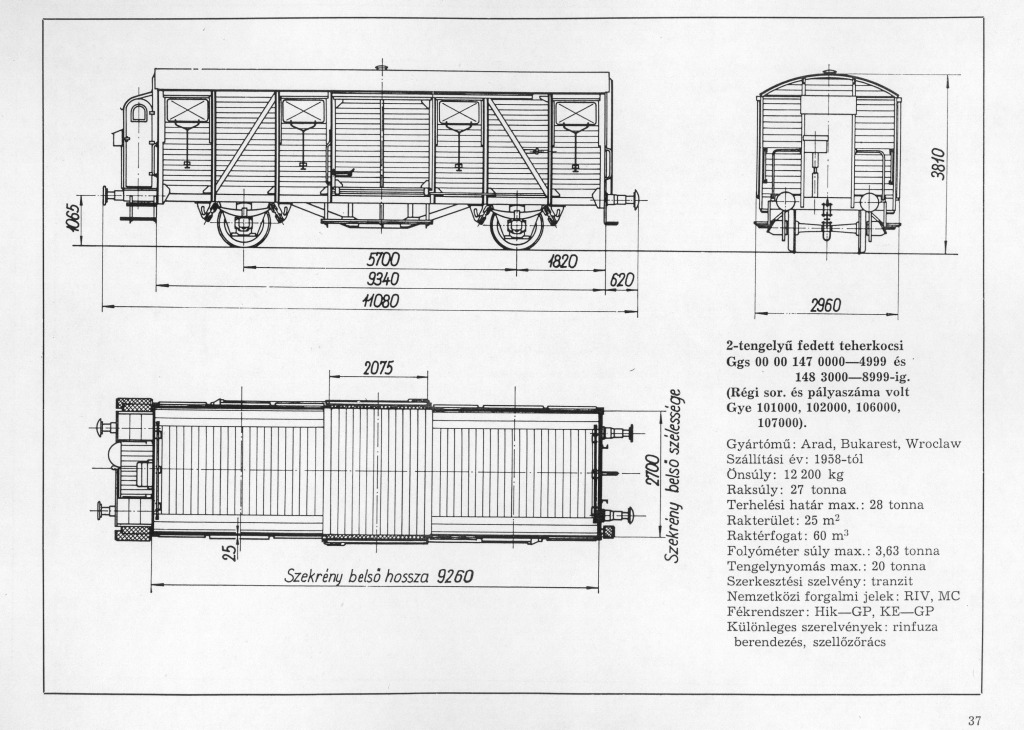 3810
1065
5700
1820
9340
620
11080
2960
2-tengelyű fedett teherkocsi
Ggs 00 00 147 0000—4999 és
148 3000—8999-ig.
(Régi sor. és pályaszáma volt
Gye 101000, 102000, 106000,
107000).
Gyártómű: Arad, Bukarest, Wroclaw
Szállítási év: 1958-tól
Önsúly: 12 200 kg
Raksúly: 27 tonna
Terhelési határ max.: 28 tonna
Rakterület: 25 m²
Raktérfogat: 60 m³
Folyóméter súly max.: 3,63 tonna
Tengelynyomás max.: 20 tonna
Szerkesztési szelvény: tranzit
Nemzetközi forgalmi jelek: RIV, MC
Fékrendszer: Hik—GP, KE—GP
Különleges szerelvények: rinfuza
berendezés, szellőzőrács
2075
2700
Szekrény belső szélessége
25
Szekrény belső hossza 9260
37